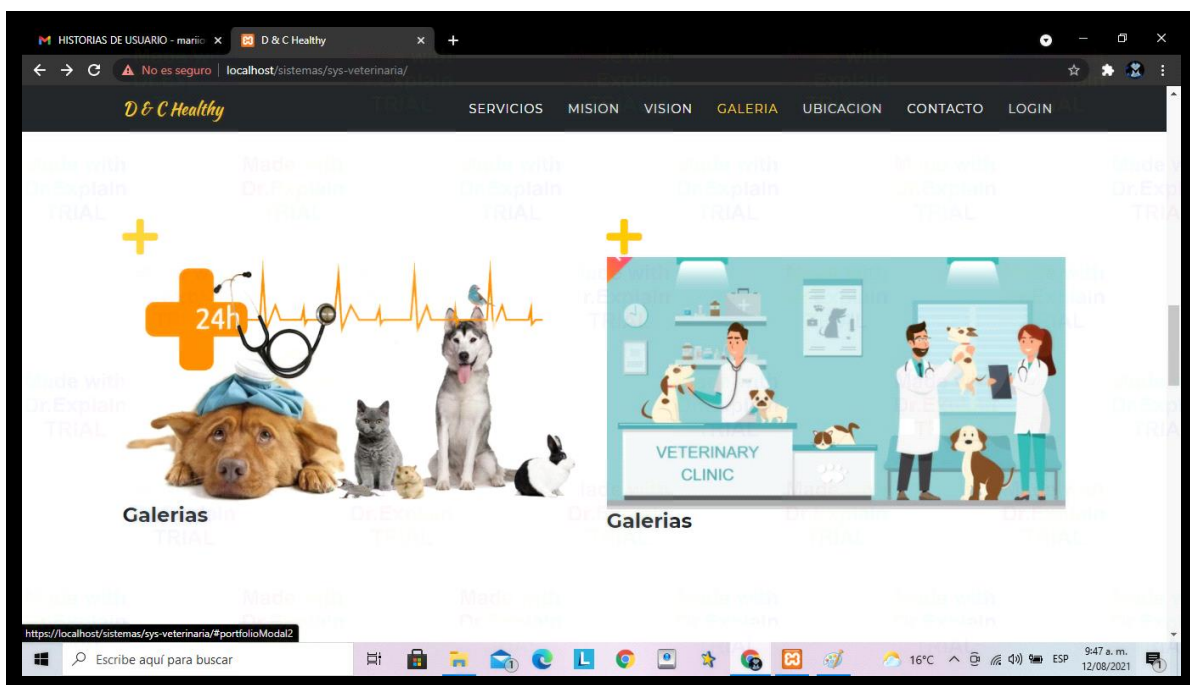 HISTORIAS DE USUARIO - mariio
D & C Healthy
No es seguro | localhost/sistemas/sys-veterinaria/
D & C Healthy
SERVICIOS MISION VISION GALERIA UBICACION CONTACTO LOGIN
24h
VETERINARY
CLINIC
Galerias
Galerias
Made with
Dr.Explain
TRIAL
https://localhost/sistemas/sys-veterinaria/#portfolioModal2
Escribe aquí para buscar
16°C
ESP
9:47 a. m.
12/08/2021